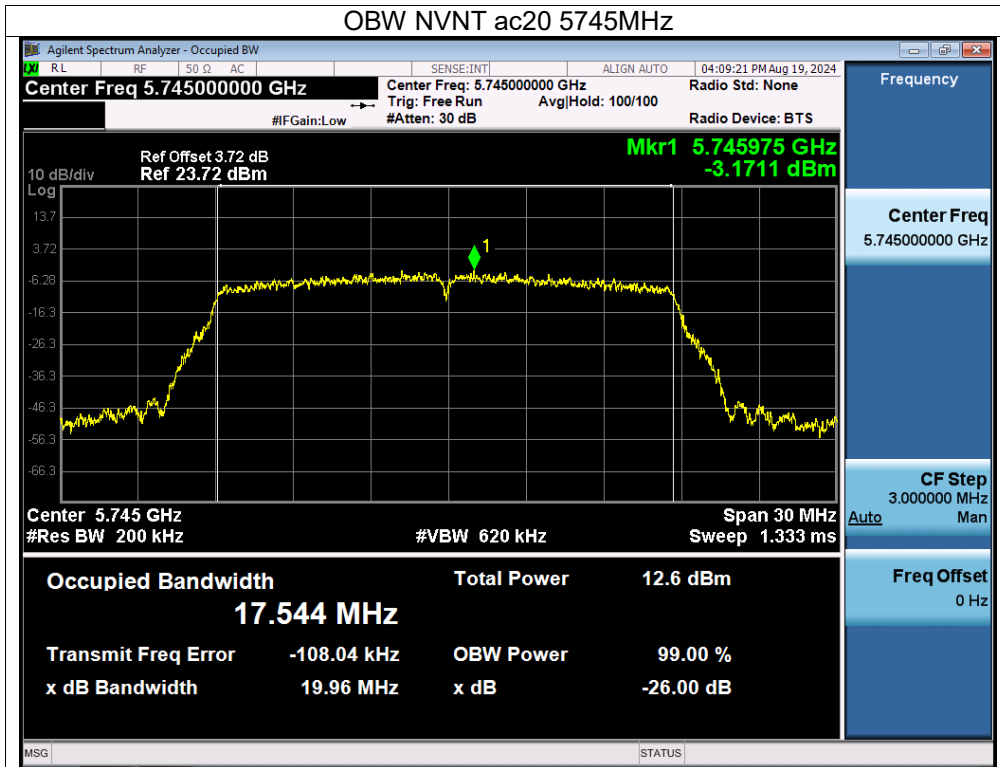 OBW NVNT ac20 5745MHz
Agilent Spectrum Analyzer - Occupied BW
LXI RL RF 50 Ω AC SENSE:INT ALIGN AUTO 04:09:21 PM Aug 19, 2024
Center Freq 5.745000000 GHz
Center Freq: 5.745000000 GHz
Radio Std: None
Trig: Free Run Avg|Hold: 100/100
#IFGain:Low #Atten: 30 dB Radio Device: BTS
Frequency
Mkr1 5.745975 GHz
-3.1711 dBm
Ref Offset 3.72 dB
10 dB/div Ref 23.72 dBm
Log
13.7
3.72
-6.28
-16.3
-26.3
-36.3
-46.3
-56.3
-66.3
1
Center 5.745 GHz Span 30 MHz
#Res BW 200 kHz #VBW 620 kHz Sweep 1.333 ms
Occupied Bandwidth Total Power 12.6 dBm
17.544 MHz
Transmit Freq Error -108.04 kHz OBW Power 99.00 %
x dB Bandwidth 19.96 MHz x dB -26.00 dB
Center Freq
5.745000000 GHz
CF Step
3.000000 MHz
Auto Man
Freq Offset
0 Hz
MSG STATUS